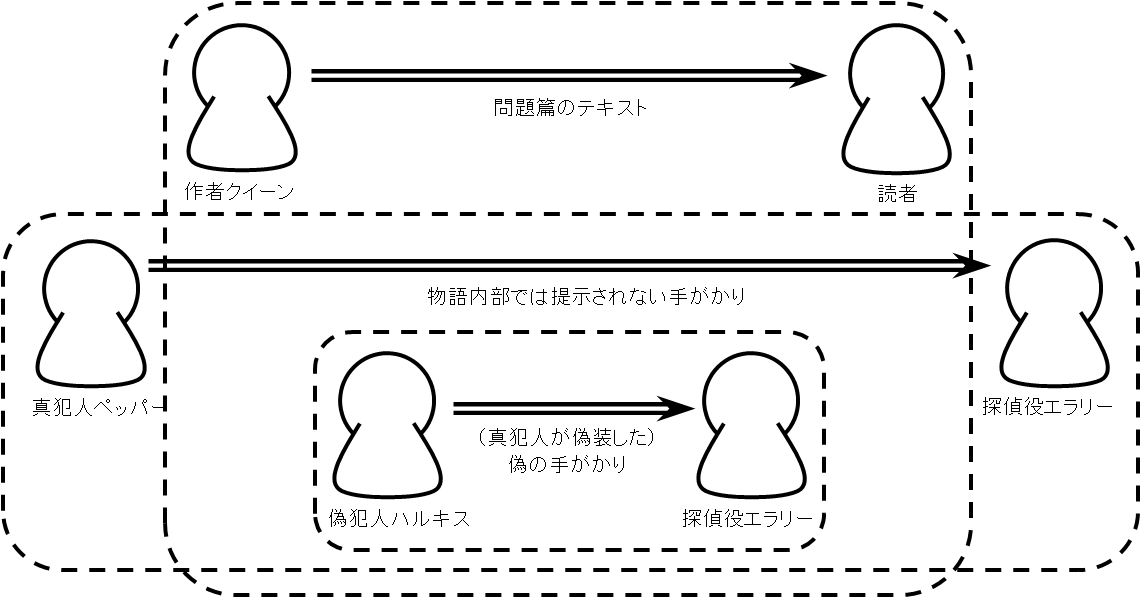 問題篇のテキスト
作者クイーン
読者
物語内部では提示されない手がかり
真犯人ペッパー
探偵役エラリー
（真犯人が偽装した）
偽の手がかり
偽犯人ハルキス
探偵役エラリー